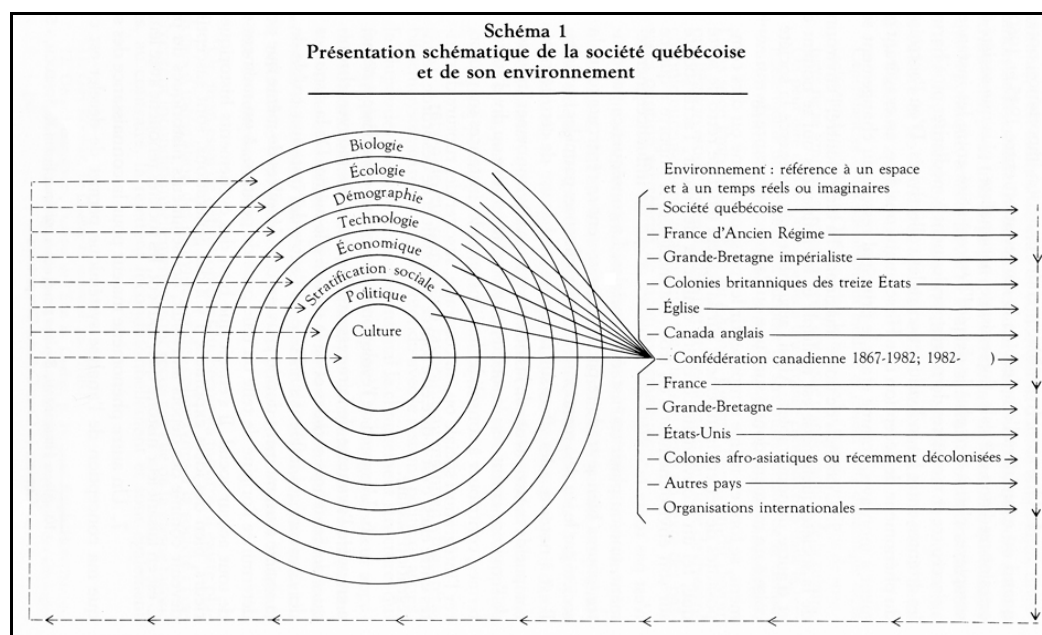 Schéma 1
Présentation schématique de la société québécoise
et de son environnement
Biologie
Écologie
Démographie
Technologie
Économique
Stratification sociale
Politique
Culture
Environnement : référence à un espace
et à un temps réels ou imaginaires
— Société québécoise
— France d'Ancien Régime
— Grande-Bretagne impérialiste
— Colonies britanniques des treize États
— Église
— Canada anglais
— Confédération canadienne 1867-1982; 1982- )
— France
— Grande-Bretagne
— États-Unis
— Colonies afro-asiatiques ou récemment décolonisées
— Autres pays
— Organisations internationales